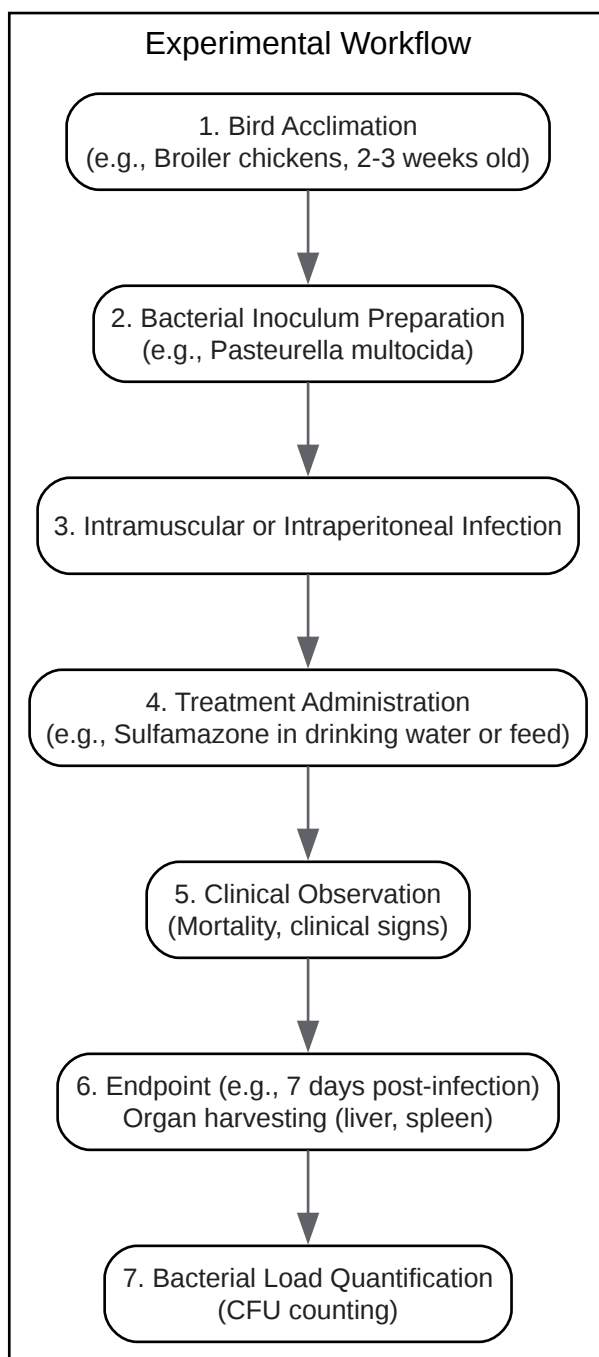 Experimental Workflow
1. Bird Acclimation
(e.g., Broiler chickens, 2-3 weeks old)
2. Bacterial Inoculum Preparation
(e.g., Pasteurella multocida)
3. Intramuscular or Intraperitoneal Infection
4. Treatment Administration
(e.g., Sulfamazone in drinking water or feed)
5. Clinical Observation
(Mortality, clinical signs)
6. Endpoint (e.g., 7 days post-infection)
Organ harvesting (liver, spleen)
7. Bacterial Load Quantification
(CFU counting)